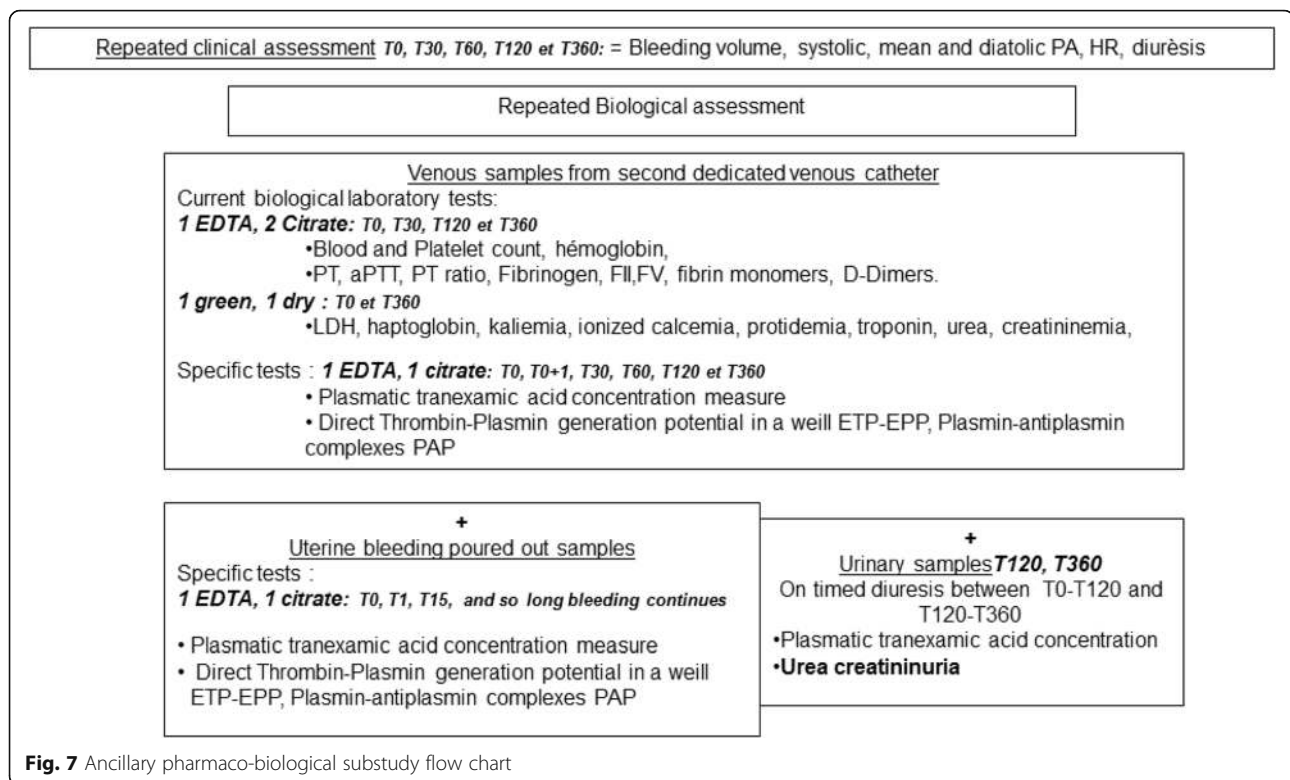 Repeated clinical assessment T0, T30, T60, T120 et T360: = Bleeding volume, systolic, mean and diatolic PA, HR, diurèsis
Repeated Biological assessment
Venous samples from second dedicated venous catheter
Current biological laboratory tests:
1 EDTA, 2 Citrate: T0, T30, T120 et T360
•Blood and Platelet count, hémoglobin,
•PT, aPTT, PT ratio, Fibrinogen, FII,FV, fibrin monomers, D-Dimers.
1 green, 1 dry : T0 et T360
•LDH, haptoglobin, kaliemia, ionized calcemia, protidemia, troponin, urea, creatininemia,
Specific tests : 1 EDTA, 1 citrate: T0, T0+1, T30, T60, T120 et T360
• Plasmatic tranexamic acid concentration measure
• Direct Thrombin-Plasmin generation potential in a weill ETP-EPP, Plasmin-antiplasmin
complexes PAP
+
Uterine bleeding poured out samples
Specific tests :
1 EDTA, 1 citrate: T0, T1, T15, and so long bleeding continues
• Plasmatic tranexamic acid concentration measure
• Direct Thrombin-Plasmin generation potential in a weill
ETP-EPP, Plasmin-antiplasmin complexes PAP
+
Urinary samples T120, T360
On timed diuresis between T0-T120 and
T120-T360
•Plasmatic tranexamic acid concentration
•Urea creatininuria
Fig. 7 Ancillary pharmaco-biological substudy flow chart